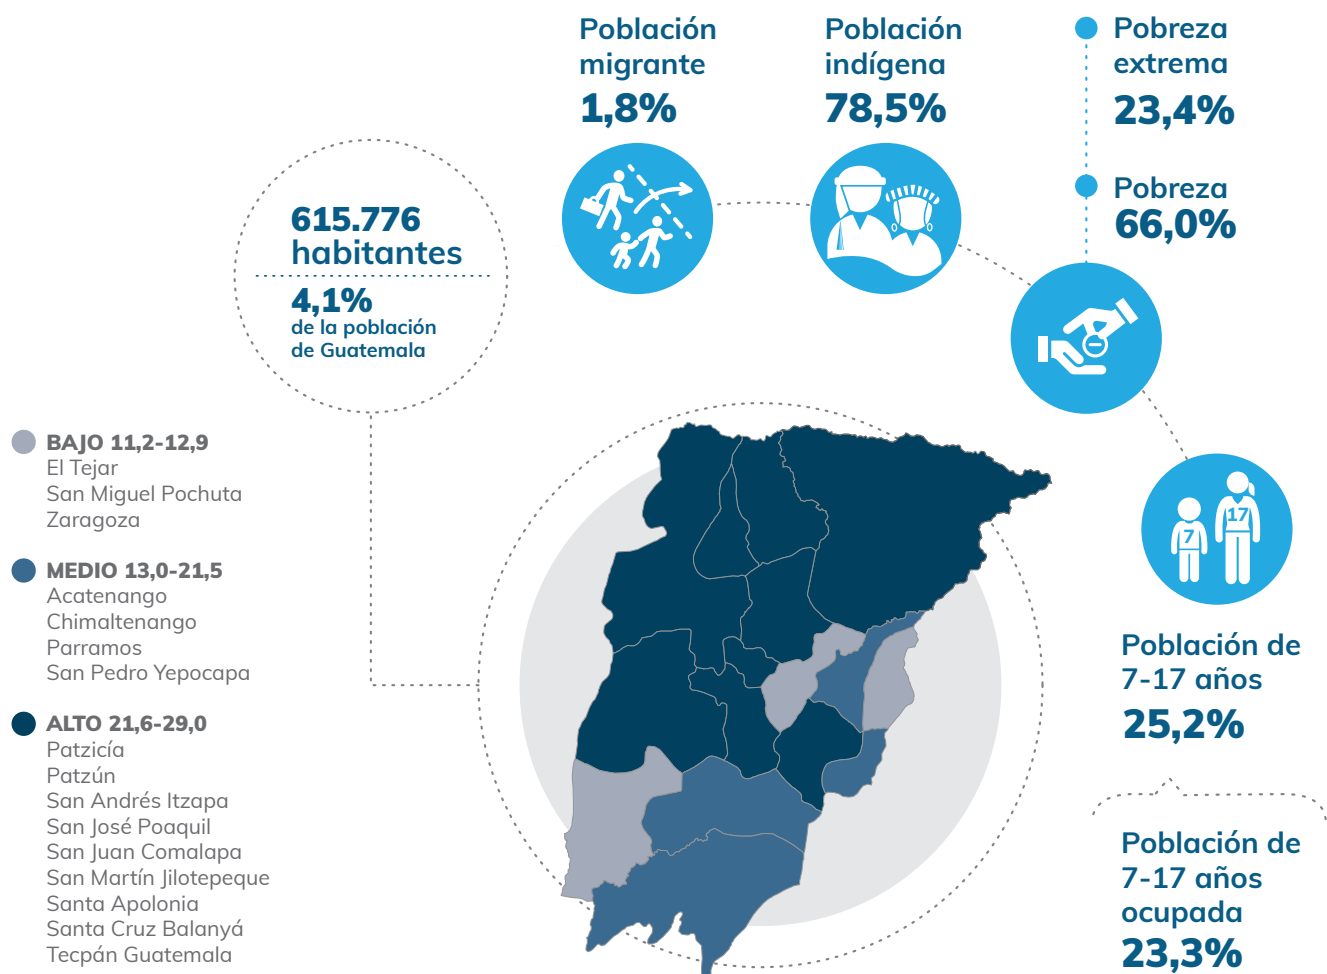 Población
migrante
1,8%
Población
indígena
78,5%
Pobreza
extrema
23,4%
Pobreza
66,0%
615.776
habitantes
4,1%
de la población
de Guatemala
BAJO 11,2-12,9
El Tejar
San Miguel Pochuta
Zaragoza
MEDIO 13,0-21,5
Acatenango
Chimaltenango
Parramos
San Pedro Yepocapa
ALTO 21,6-29,0
Patzicía
Patzún
San Andrés Itzapa
San José Poaquil
San Juan Comalapa
San Martín Jilotepeque
Santa Apolonia
Santa Cruz Balanyá
Tecpán Guatemala
7
17
Población de
7-17 años
25,2%
Población de
7-17 años
ocupada
23,3%